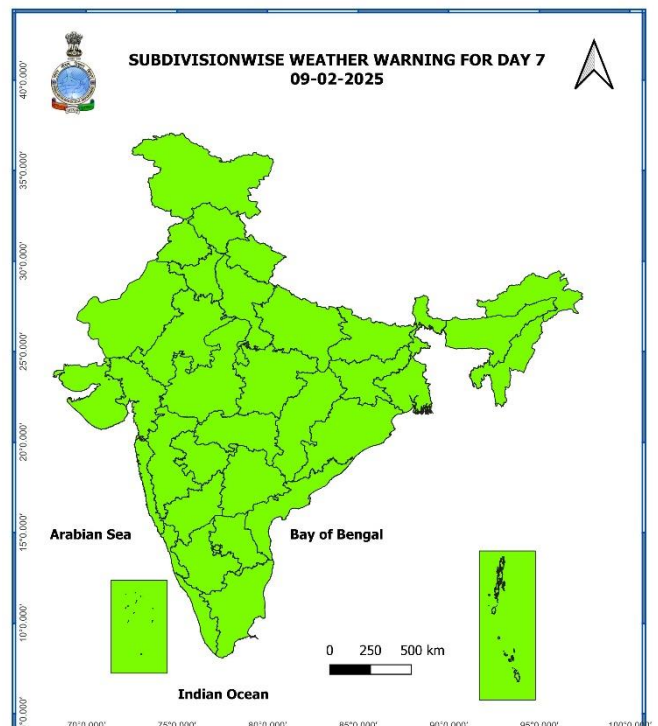 SUBDIVISIONWISE WEATHER WARNING FOR DAY 7
09-02-2025
40°0.000'
35°0.000'
30°0.000'
25°0.000'
20°0.000'
15°0.000'
10°0.000'
°0.000'
Arabian Sea
Bay of Bengal
0 250 500 km
Indian Ocean
70°0.000' 75°0.000' 80°0.000' 85°0.000' 90°0.000' 95°0.000' 100°0.000'